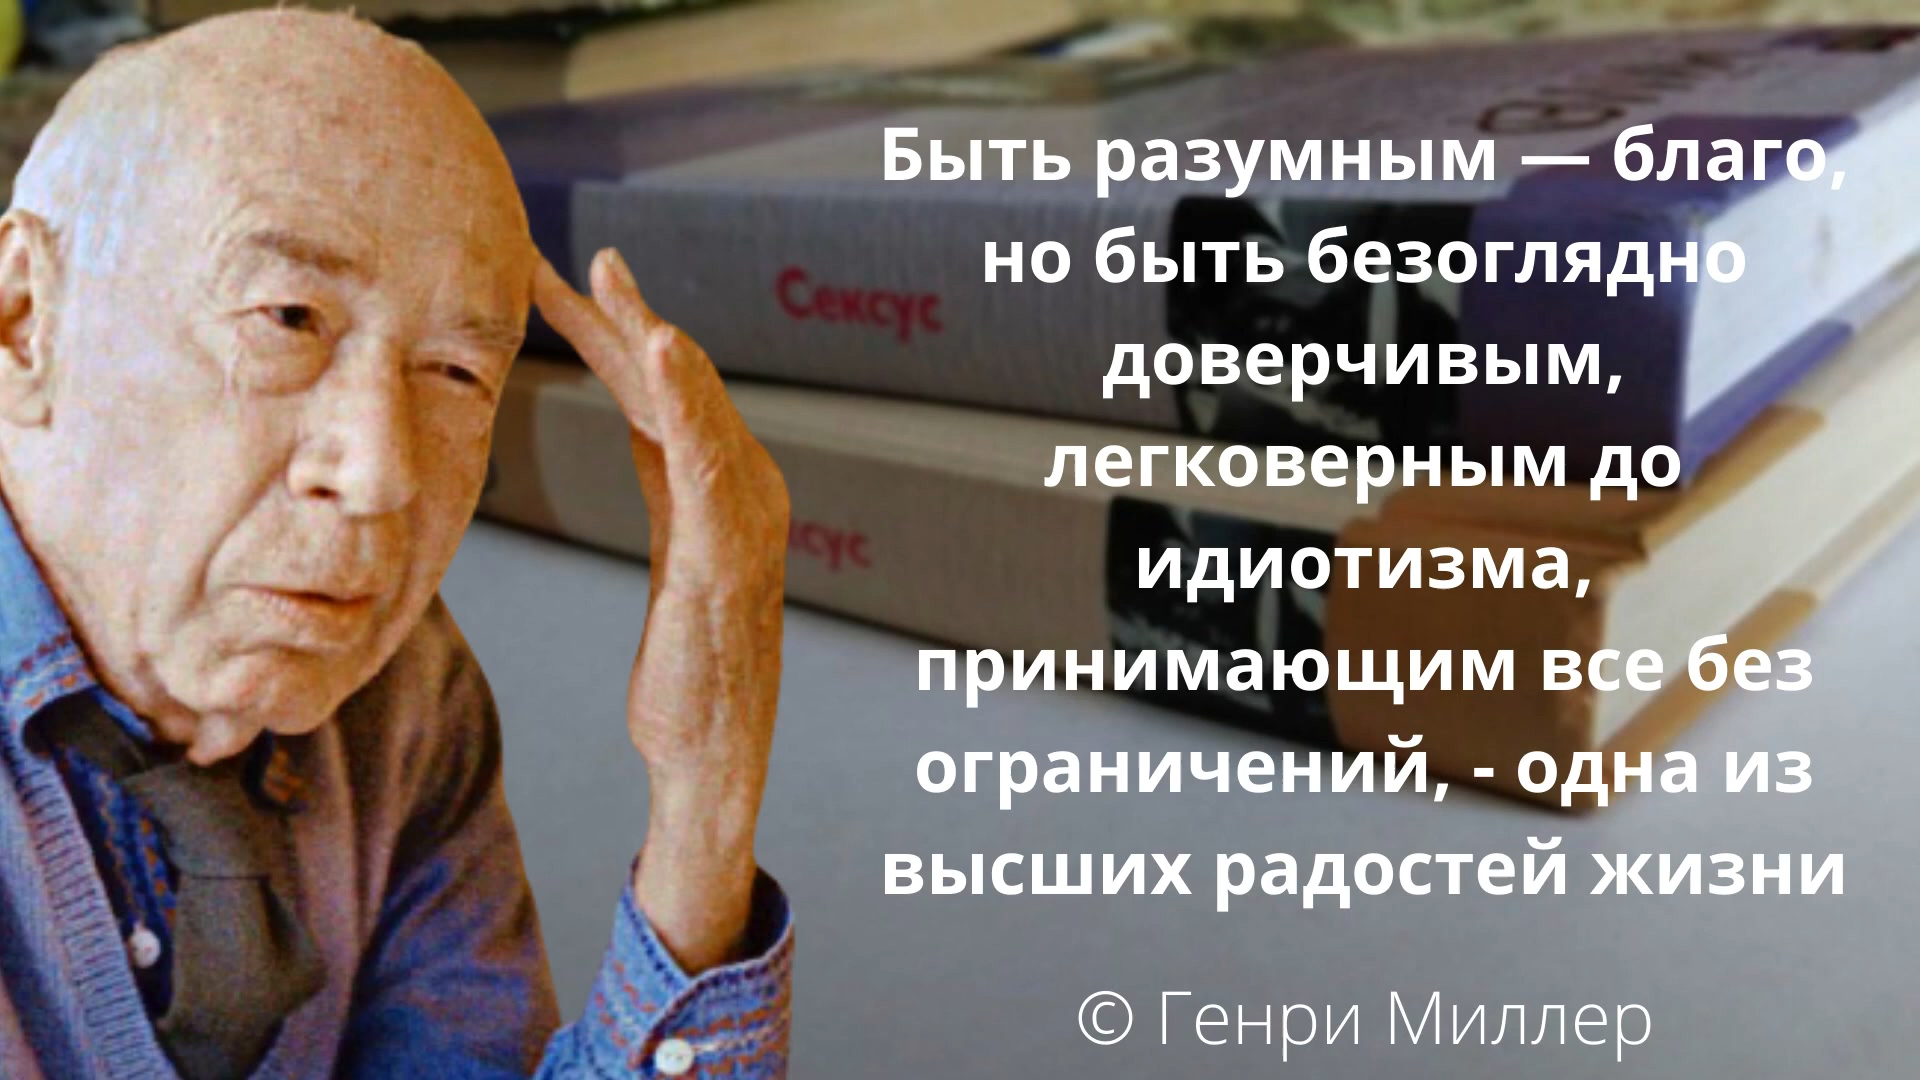 Быть разумным — благо,
но быть безоглядно
доверчивым,
легковерным до
идиотизма,
принимающим все без
ограничений, - одна из
высших радостей жизни
© Генри Миллер
Сексус